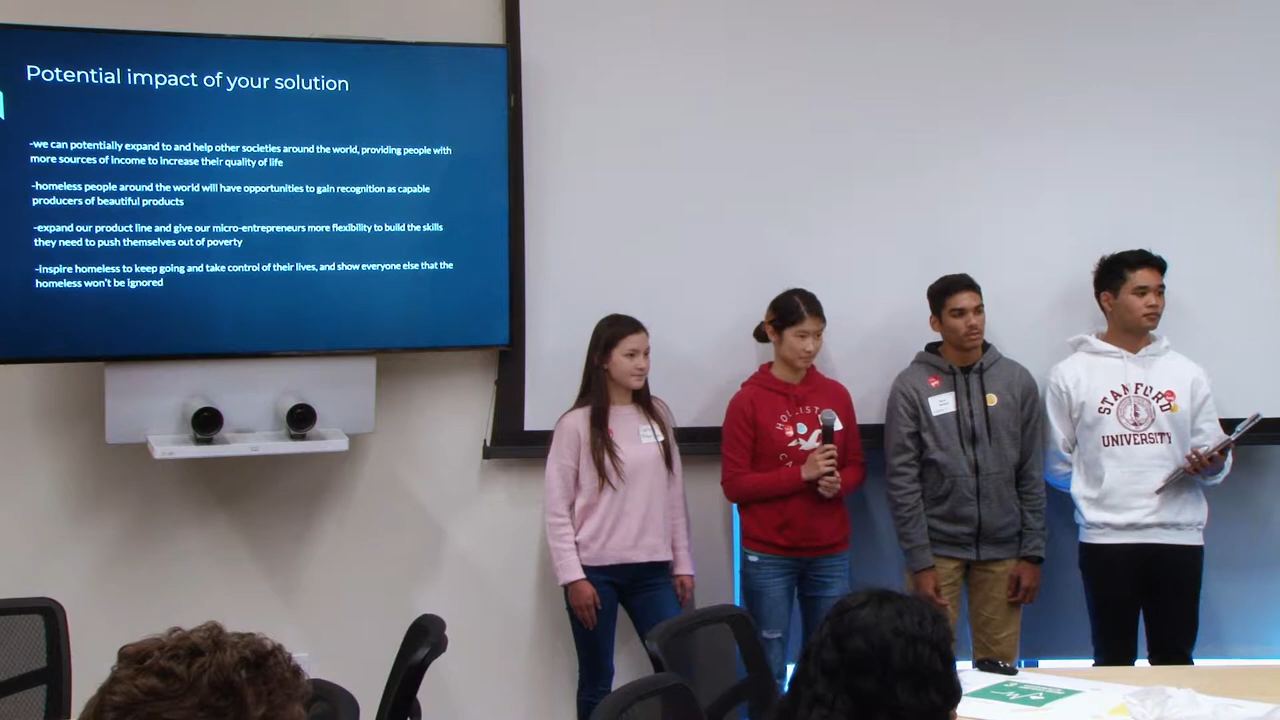 Potential impact of your solution
-we can potentially expand to and help other societies around the world, providing people with
more sources of income to increase their quality of life
-homeless people around the world will have opportunities to gain recognition as capable
producers of beautiful products
-expand our product line and give our micro-entrepreneurs more flexibility to build the skills
they need to push themselves out of poverty
-Inspire homeless to keep going and take control of their lives, and show everyone else that the
homeless won't be ignored
STANFORD
UNIVERSITY